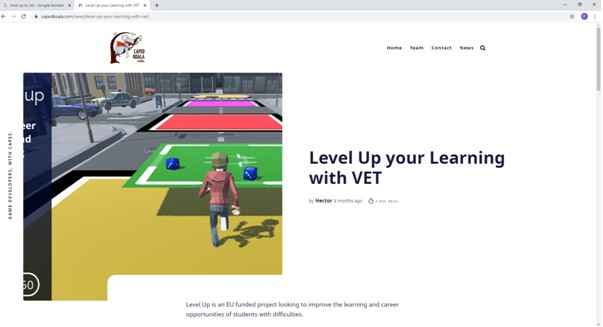 level up to vet - Google Search
Level Up your Learning with VET
capedkoala.com/news/level-up-your-learning-with-vet/
CAPED
KOALA
Home Team Contact News
up
eer
nd
s
50
GAME DEVELOPERS, WITH CAPES.
Level Up your Learning
with VET
by Hector 8 months ago 1 MIN READ
Level Up is an EU funded project looking to improve the learning and career
opportunities of students with difficulties.